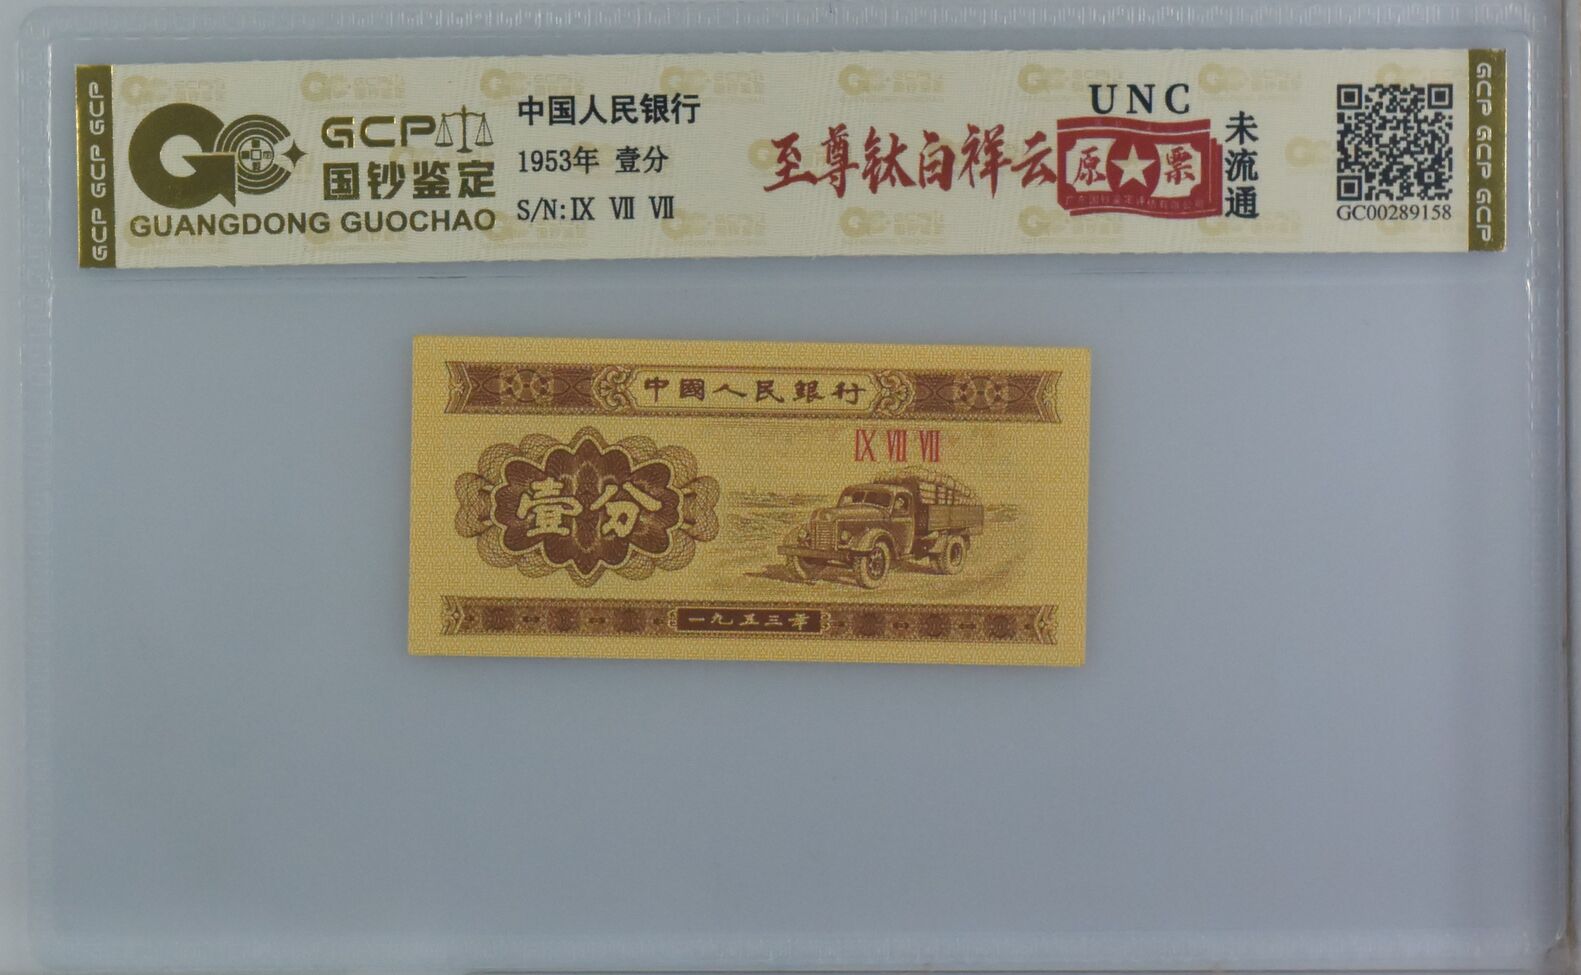 GCP GCP GCP
GCP
国钞鉴定
GUANGDONG GUOCHAO
中国人民银行
1953年 壹分
S/N:Ⅸ Ⅶ Ⅶ
至尊钛白祥云
UNC
原票
未流通
GC00289158
GCP GCP GCP
中國人民銀行
Ⅸ Ⅶ Ⅶ
壹分
一九五三年